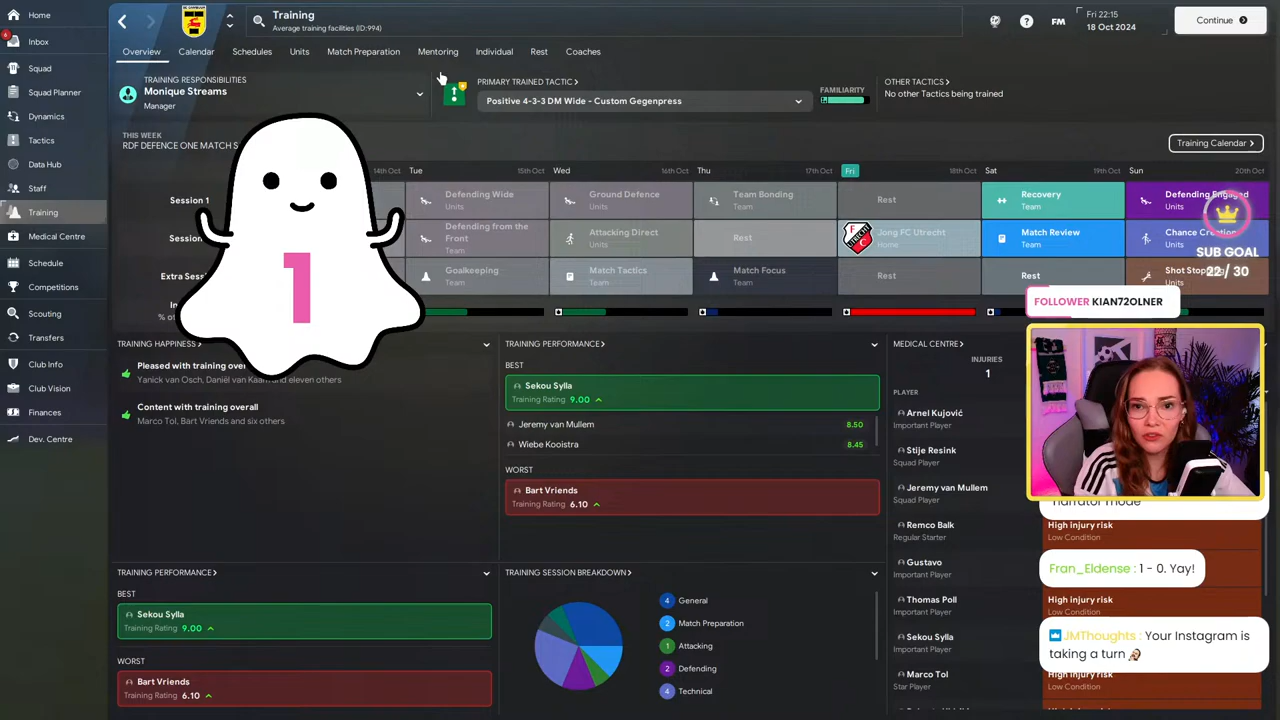 Home
Inbox
Squad
Squad Planner
Dynamics
Tactics
Data Hub
Staff
Training
Medical Centre
Schedule
Competitions
Scouting
Transfers
Club Info
Club Vision
Finances
Dev. Centre
Training
Average training facilities (ID:994)
FM
Fri 22:15
18 Oct 2024
Continue
Overview
Calendar
Schedules
Units
Match Preparation
Mentoring
Individual
Rest
Coaches
TRAINING RESPONSIBILITIES
Monique Streams
Manager
PRIMARY TRAINED TACTIC
Positive 4-3-3 DM Wide - Custom Gegenpress
FAMILIARITY
OTHER TACTICS
No other Tactics being trained
THIS WEEK
RDF DEFENCE ONE MATCH
Training Calendar
14th Oct
Tue
15th Oct
Wed
16th Oct
Thu
17th Oct
Fri
18th Oct
Sat
19th Oct
Sun
20th Oct
Session 1
Defending Wide
Units
Ground Defence
Units
Team Bonding
Team
Rest
Recovery
Team
Defending Engaged
Units
Defending from the
Front
Units
Attacking Direct
Units
Rest
Jong FC Utrecht
Home
Match Review
Team
Chance
Units
Goalkeeping
Team
Match Tactics
Team
Match Focus
Team
Rest
Rest
Shot
Units
1
SUB GOAL
22 / 30
FOLLOWER KIAN72OLNER
TRAINING HAPPINESS
Pleased with training
Yanick van Osch, Daniël van Kaam and eleven others
Content with training overall
Marco Tol, Bart Vriends and six others
TRAINING PERFORMANCE
BEST
Sekou Sylla
Training Rating 9.00
Jeremy van Mullem 8.50
Wiebe Kooistra 8.45
WORST
Bart Vriends
Training Rating 6.10
MEDICAL CENTRE
INJURIES
1
PLAYER
Arnel Kujović
Important Player
Stije Resink
Squad Player
Jeremy van Mullem
Squad Player
Remco Balk
Regular Starter
High injury risk
Low Condition
Gustavo
Important Player
Thomas Poll
Important Player
High injury risk
Low Condition
Sekou Sylla
Important Player
Marco Tol
Star Player
High injury risk
Low Condition
narrator mode
Fran_Eldense : 1 - 0. Yay!
JMThoughts : Your Instagram is
taking a turn
TRAINING PERFORMANCE
BEST
Sekou Sylla
Training Rating 9.00
WORST
Bart Vriends
Training Rating 6.10
TRAINING SESSION BREAKDOWN
4 General
2 Match Preparation
1 Attacking
2 Defending
4 Technical